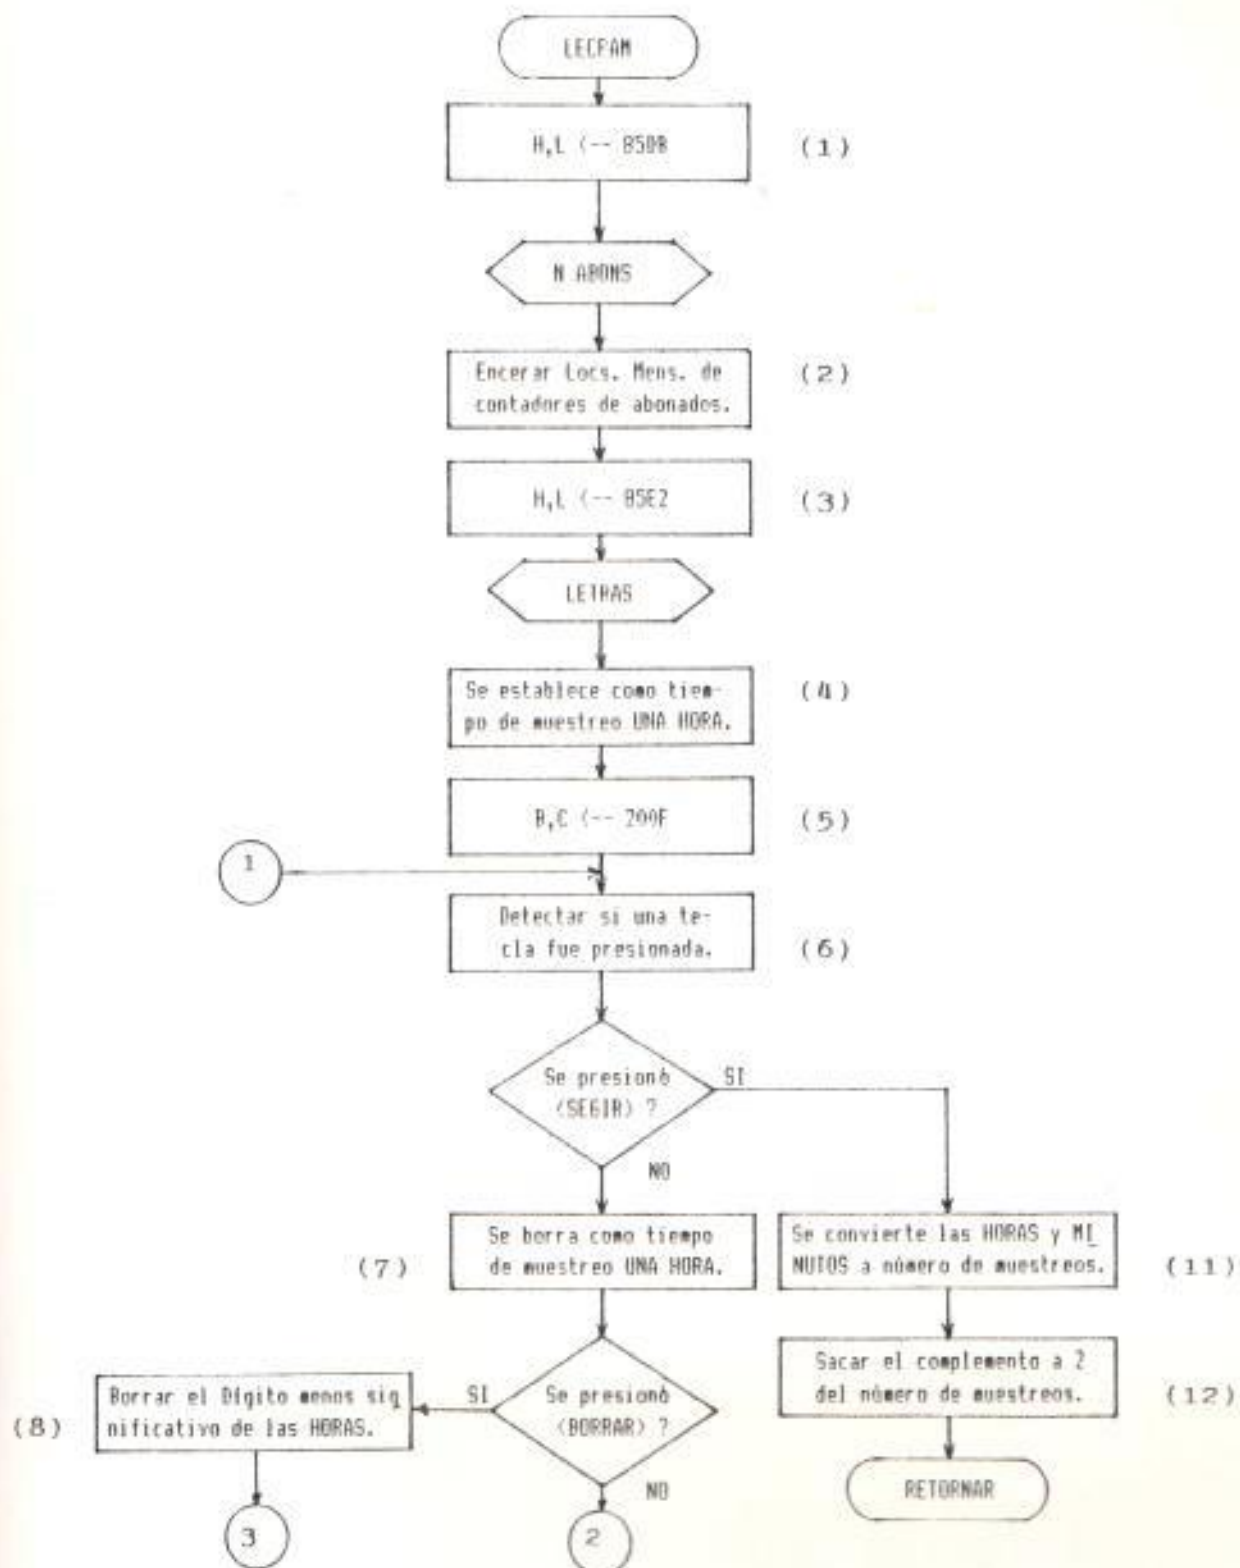 LECPAM
H,L <-- 85DB
(1)
N ABONS
Encerar Locs. Mems. de
contadores de abonados.
(2)
H,L <-- 85E2
(3)
LETRAS
Se establece como tiem-
po de muestreo UNA HORA.
(4)
B,C <-- 200F
(5)
1
Detectar si una te-
cla fue presionada.
(6)
Se presionó
(SEGIR) ?
SI
NO
Se borra como tiempo
de muestreo UNA HORA.
(7)
Se convierte las HORAS y MI
NUTOS a número de muestreos.
(11)
Sacar el complemento a 2
del número de muestreos.
(12)
Borrar el Dígito menos sig
nificativo de las HORAS.
(8)
SI
Se presionó
(BORRAR) ?
NO
RETORNAR
3
2